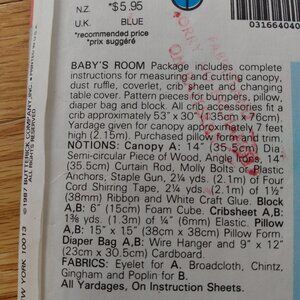 N.Z. *$5.95
U.K. BLUE
*recommended price
*prix suggéré
03166404
BABY'S ROOM Package includes complete
instructions for measuring and cutting canopy,
dust ruffle, coverlet, crib sheet and changing
table cover. Pattern pieces for bumpers, pillow,
diaper bag and block. All crib accessories fit a
crib approximately 53" x 30" (135cm x 76cm).
Yardage given for canopy approximately 7 feet
high (2.15m). Purchased pillow form and trim.
NOTIONS: Canopy A: 14" (35.5cm) Dia.
Semi-circular Piece of Wood, Angle Irons, 14"
(35.5) Curtain Rod, Molly Bolts or Plastic
Anchors, Staple Gun, 2¼ yds. (2.1m) of Four
Cord Shirring Tape, 2¼ yds. (2.1m) of 1½"
(38mm) Ribbon and White Craft Glue. Block
A,B: 6" (15cm) Foam Cube. Cribsheet A,B:
1⅜ yds. (1.3m) of ¼" (6mm) Elastic. Pillow
A,B: 15" x 15" (38cm x 38cm) Pillow Form.
Diaper Bag A,B: Wire Hanger and 9" x 12"
(23cm x 30.5cm) Cardboard.
FABRICS: Eyelet for A. Broadcloth, Chintz,
Gingham and Poplin for B.
All Yardages, On Instruction Sheets.
©1987 BUTTERICK COMPANY, INC.
ALL RIGHTS RESERVED
NEW YORK 10013
PRINTED IN U.S.A.